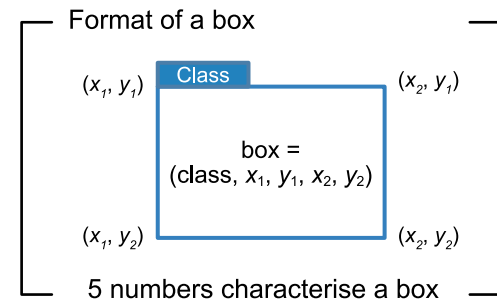 Format of a box
Class
(x₁, y₁)
(x₂, y₁)
box =
(class, x₁, y₁, x₂, y₂)
(x₁, y₂)
(x₂, y₂)
5 numbers characterise a box